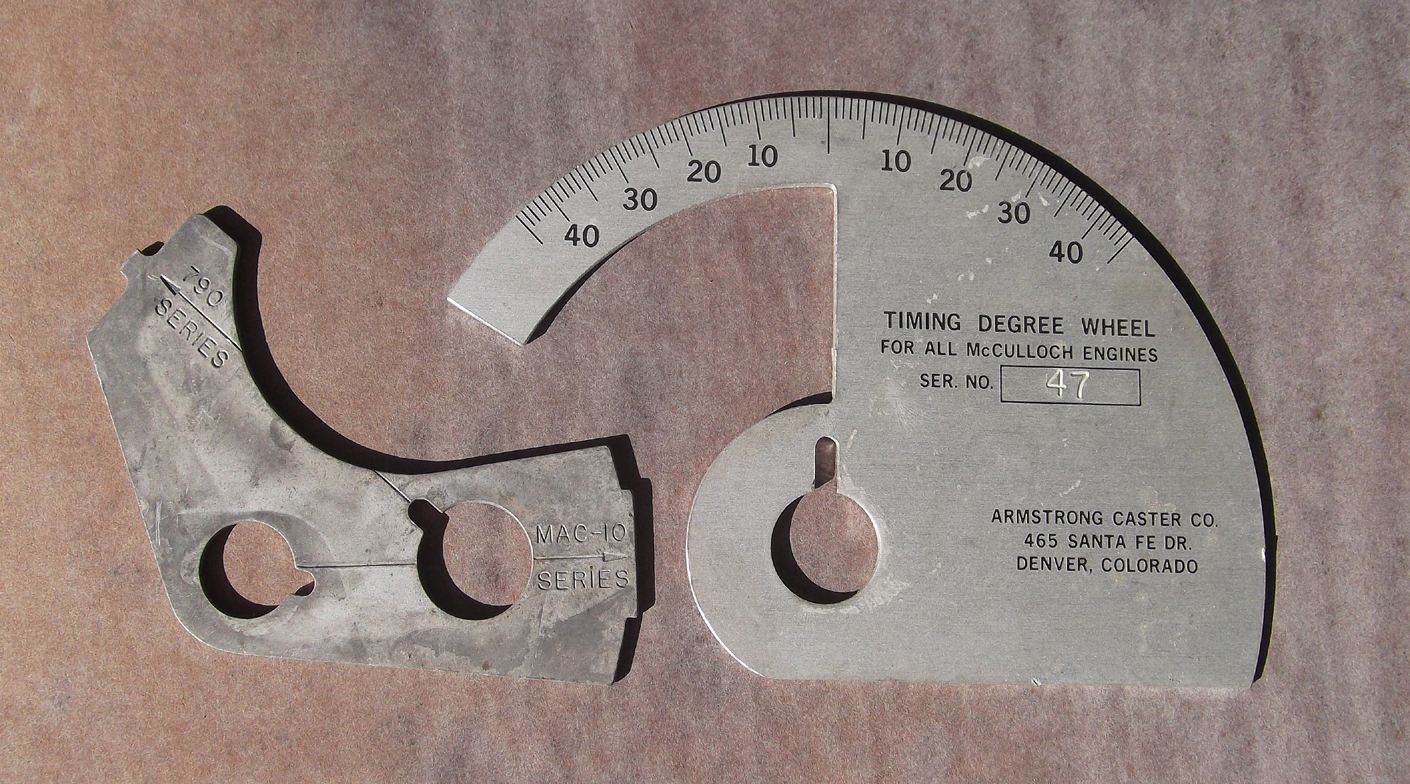 790
SERIES
MAC-10
SERIES
40 30 20 10 10 20 30 40
TIMING DEGREE WHEEL
FOR ALL McCULLOCH ENGINES
SER. NO. 47
ARMSTRONG CASTER CO.
465 SANTA FE DR.
DENVER, COLORADO